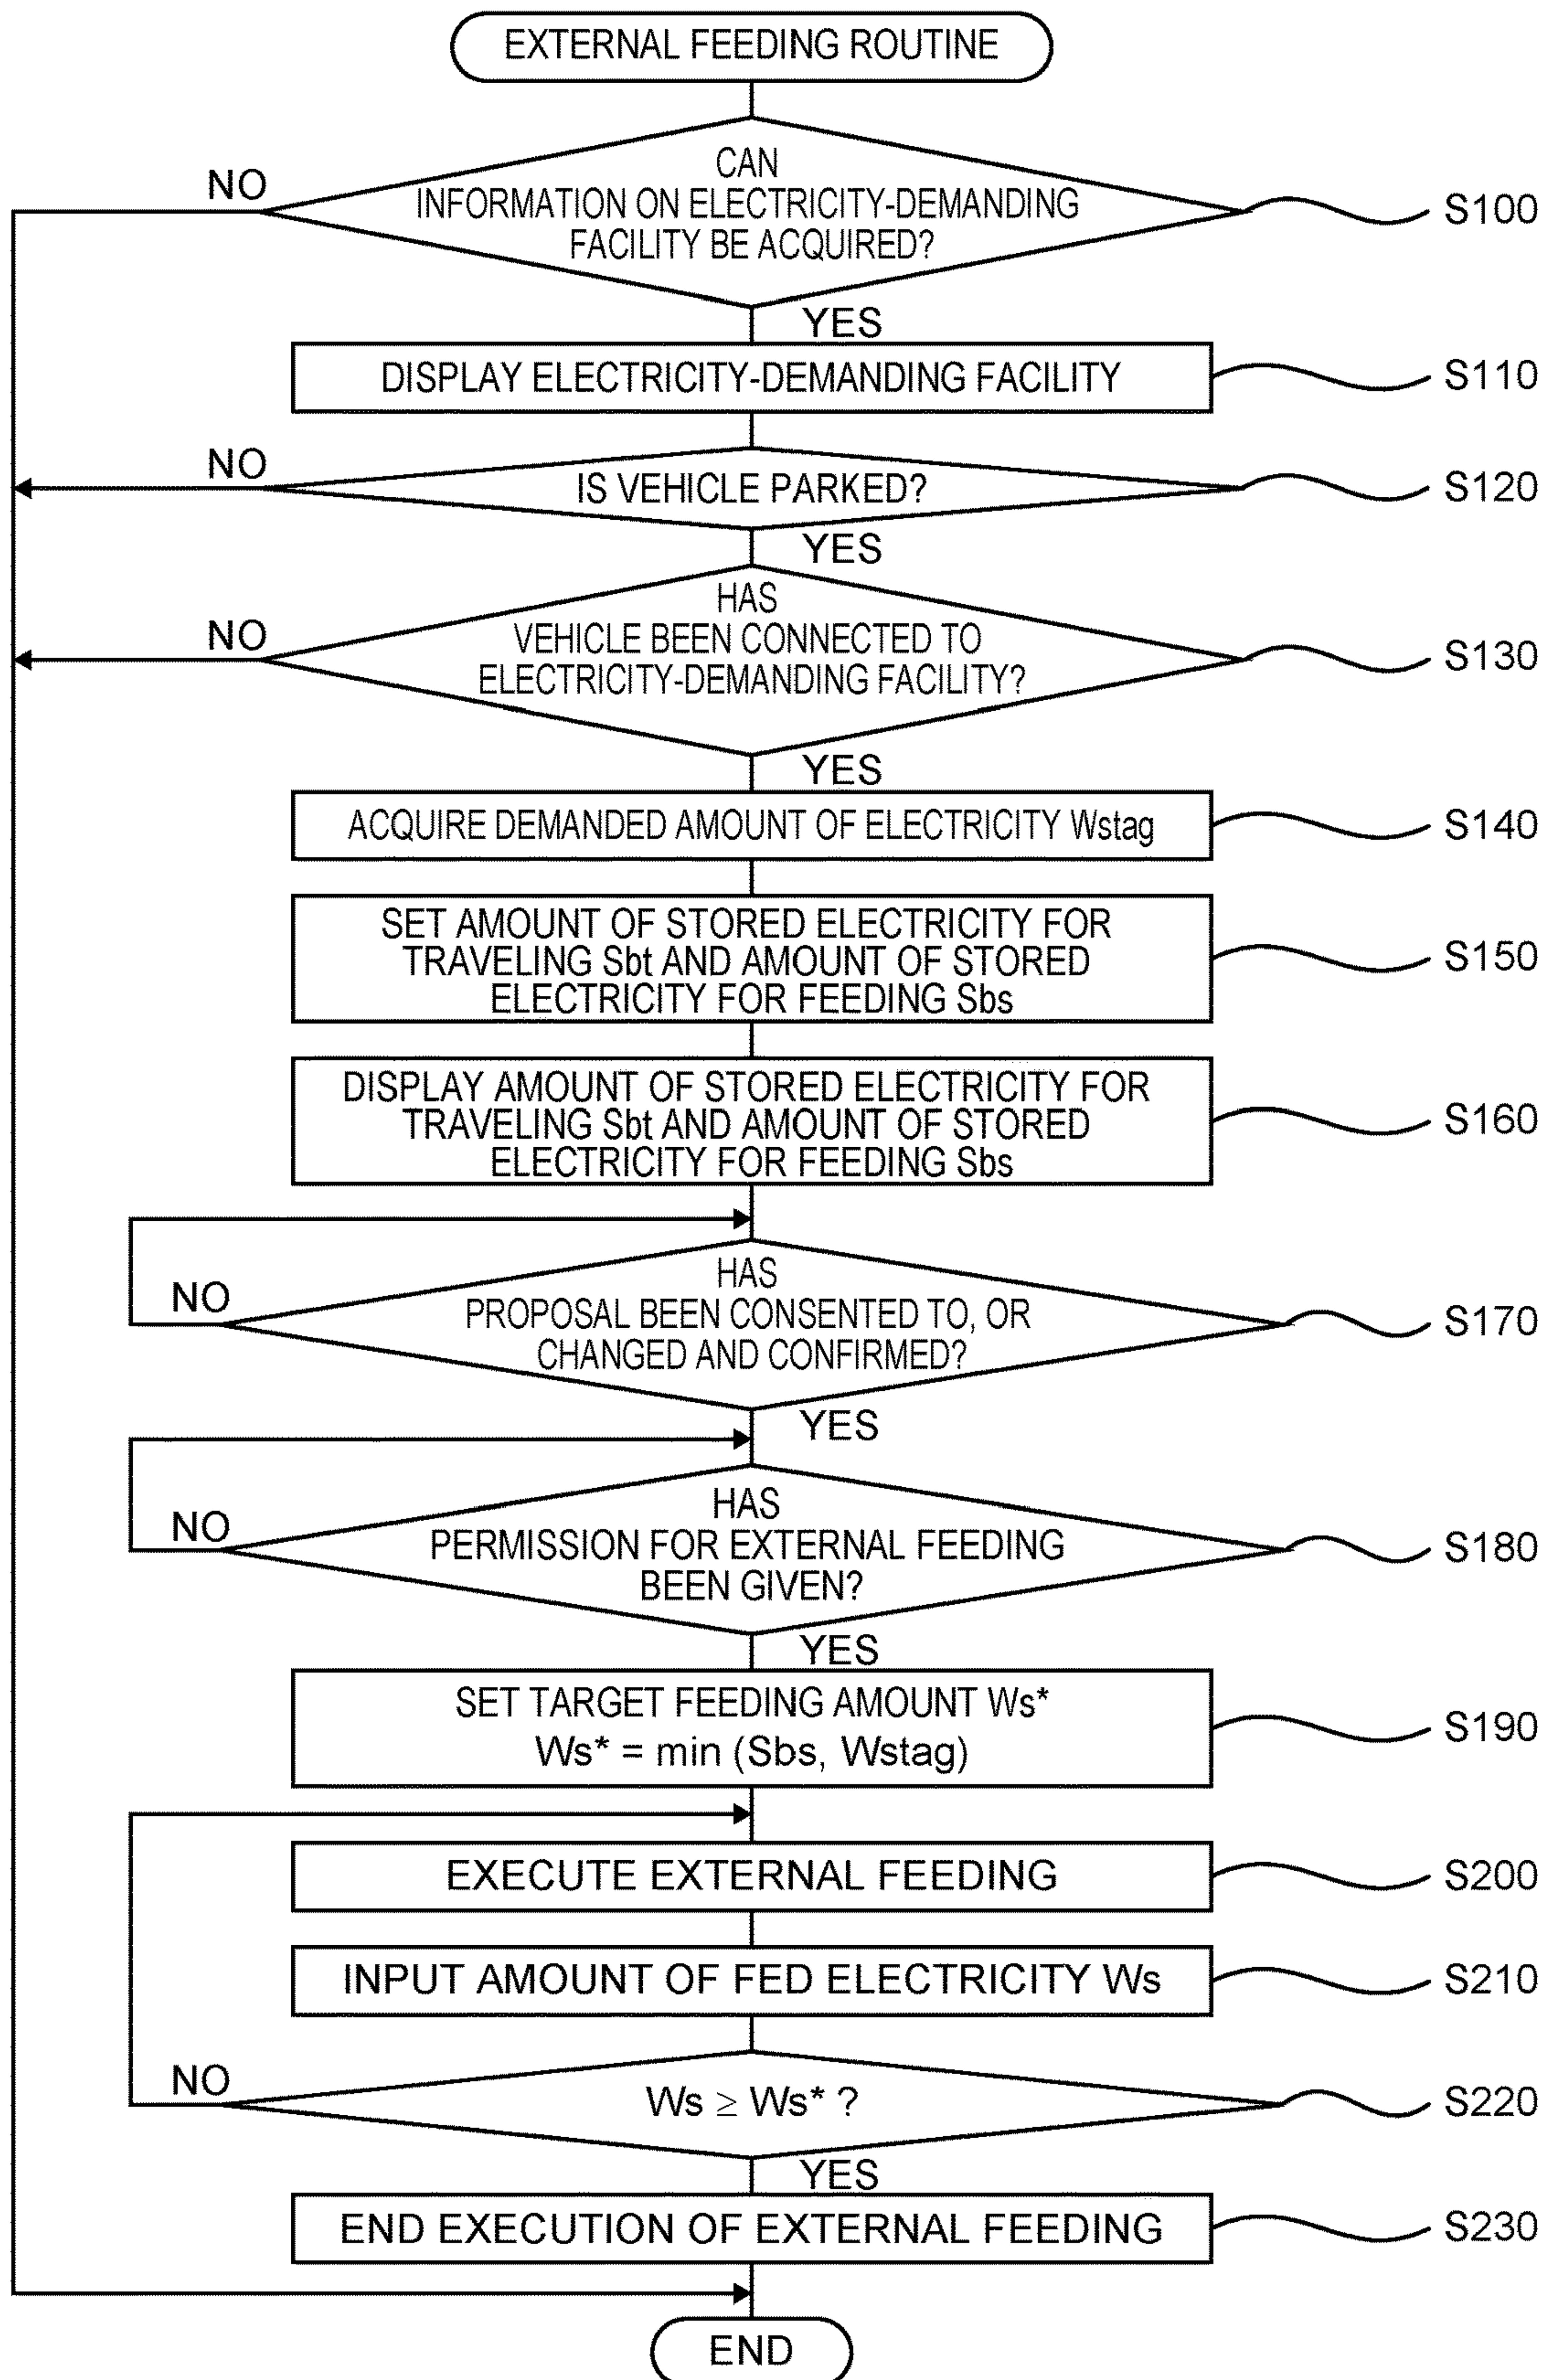 EXTERNAL FEEDING ROUTINE
CAN
INFORMATION ON ELECTRICITY-DEMANDING
FACILITY BE ACQUIRED?
NO
S100
YES
DISPLAY ELECTRICITY-DEMANDING FACILITY
S110
NO
IS VEHICLE PARKED?
S120
YES
HAS
VEHICLE BEEN CONNECTED TO
ELECTRICITY-DEMANDING FACILITY?
NO
S130
YES
ACQUIRE DEMANDED AMOUNT OF ELECTRICITY Wstag
S140
SET AMOUNT OF STORED ELECTRICITY FOR
TRAVELING Sbt AND AMOUNT OF STORED
ELECTRICITY FOR FEEDING Sbs
S150
DISPLAY AMOUNT OF STORED ELECTRICITY FOR
TRAVELING Sbt AND AMOUNT OF STORED
ELECTRICITY FOR FEEDING Sbs
S160
HAS
PROPOSAL BEEN CONSENTED TO, OR
CHANGED AND CONFIRMED?
NO
S170
YES
HAS
PERMISSION FOR EXTERNAL FEEDING
BEEN GIVEN?
NO
S180
YES
SET TARGET FEEDING AMOUNT Ws*
Ws* = min (Sbs, Wstag)
S190
EXECUTE EXTERNAL FEEDING
S200
INPUT AMOUNT OF FED ELECTRICITY Ws
S210
NO
Ws ≥ Ws* ?
S220
YES
END EXECUTION OF EXTERNAL FEEDING
S230
END